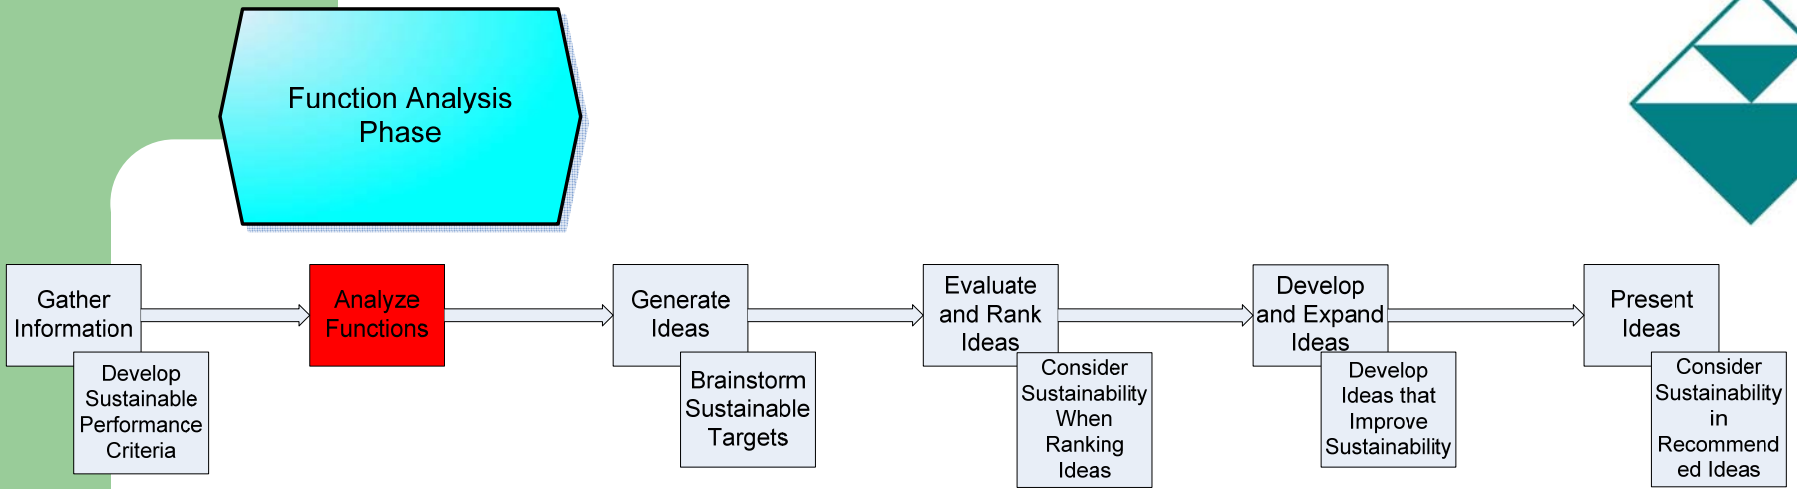 Function Analysis
Phase
Gather
Information
Analyze
Functions
Generate
Ideas
Evaluate
and Rank
Ideas
Develop
and Expand
Ideas
Present
Ideas
Develop
Sustainable
Performance
Criteria
Brainstorm
Sustainable
Targets
Consider
Sustainability
When
Ranking
Ideas
Develop
Ideas that
Improve
Sustainability
Consider
Sustainability
in
Recommend
ed Ideas